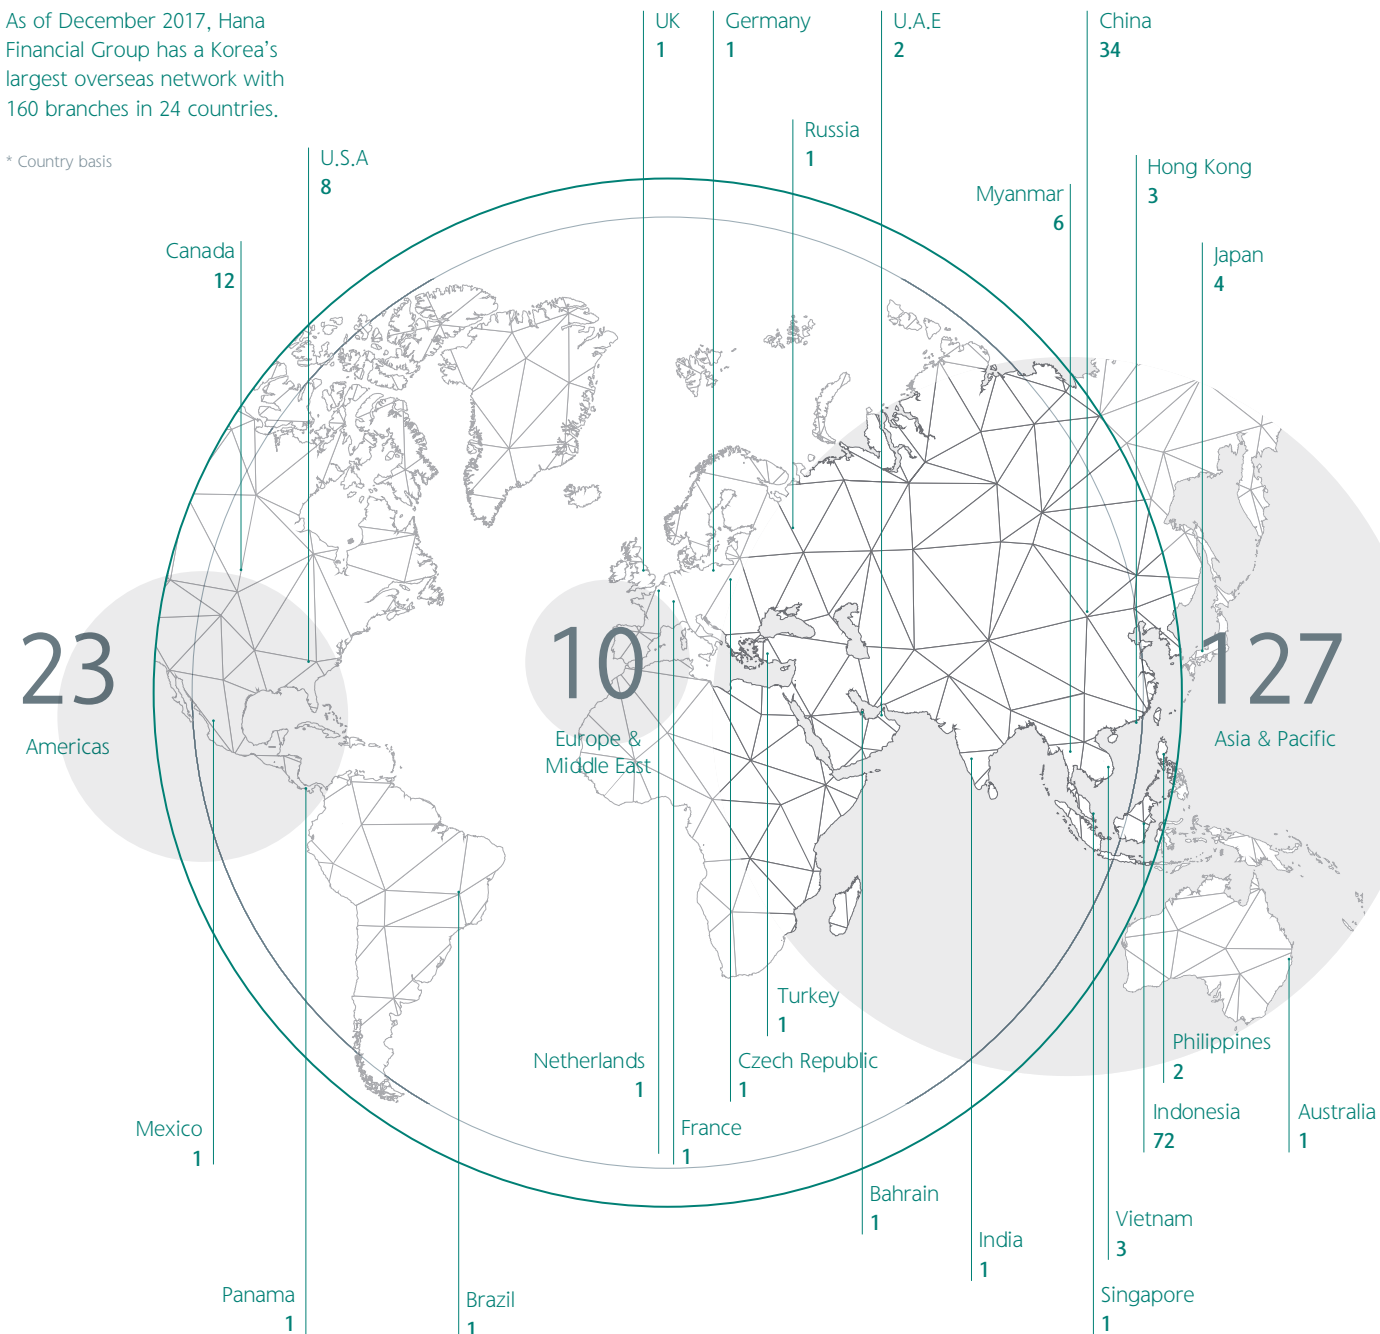 As of December 2017, Hana
Financial Group has a Korea’s
largest overseas network with
160 branches in 24 countries.
* Country basis
UK
1
Germany
1
U.A.E
2
China
34
Russia
1
U.S.A
8
Hong Kong
3
Myanmar
6
Canada
12
Japan
4
23
Americas
10
Europe &
Middle East
127
Asia & Pacific
Turkey
1
Netherlands
1
Czech Republic
1
Philippines
2
Indonesia
72
Australia
1
Mexico
1
France
1
Bahrain
1
Vietnam
3
India
1
Panama
1
Brazil
1
Singapore
1